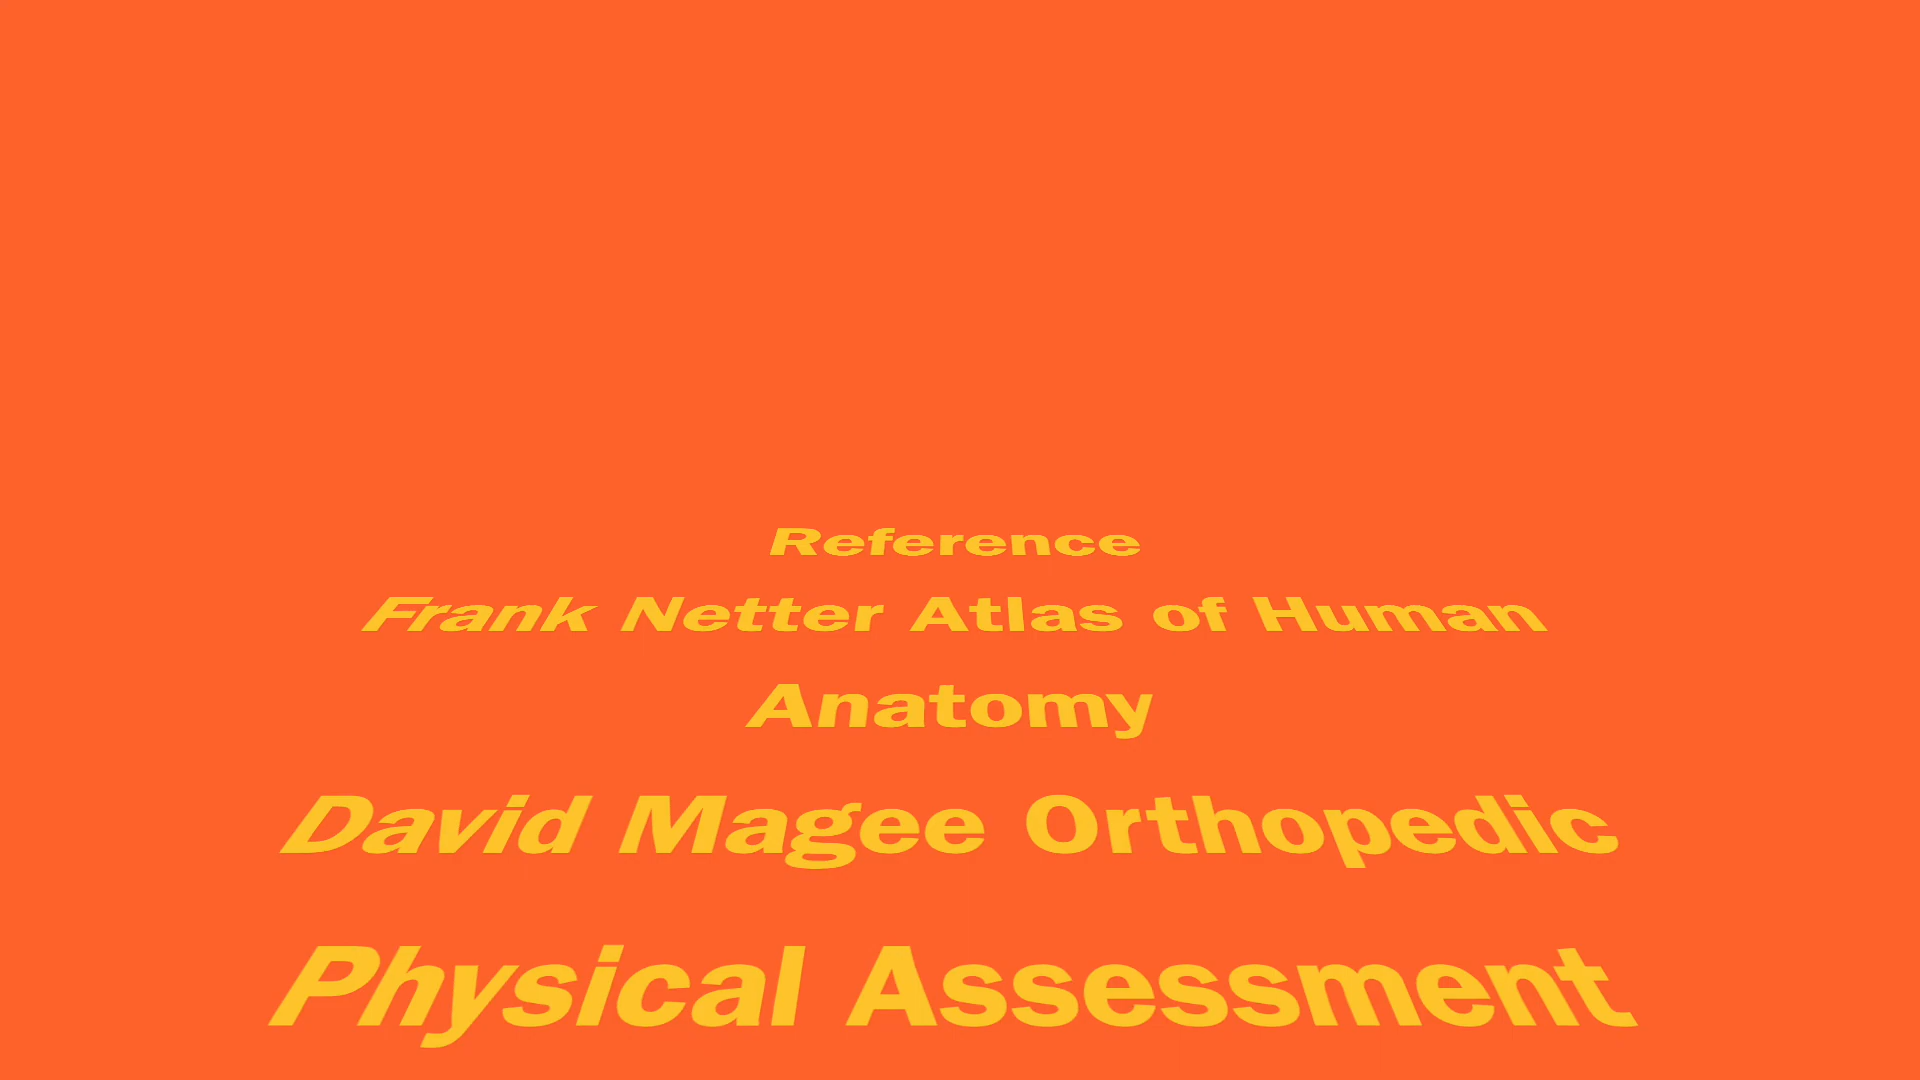 Reference
Frank Netter Atlas of Human
Anatomy
David Magee Orthopedic
Physical Assessment